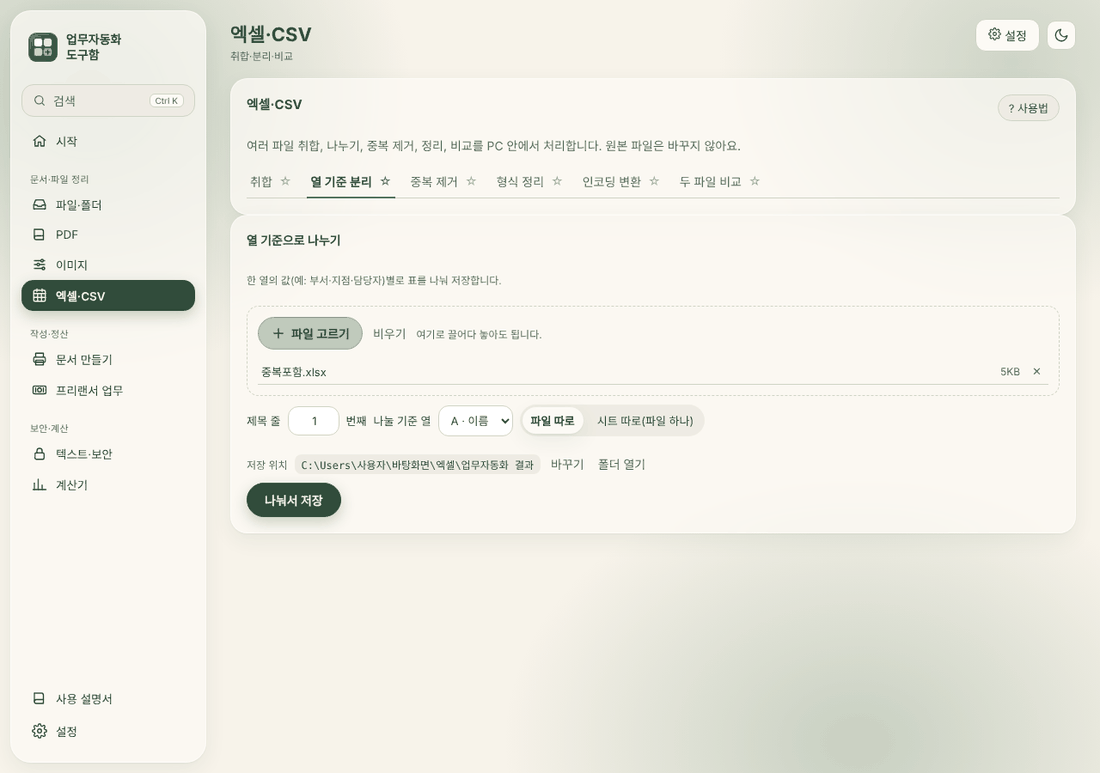 업무자동화
도구함
검색
Ctrl K
시작
문서·파일 정리
파일·폴더
PDF
이미지
엑셀·CSV
작성·정산
문서 만들기
프리랜서 업무
보안·계산
텍스트·보안
계산기
사용 설명서
설정
엑셀·CSV
취합·분리·비교
설정
엑셀·CSV
? 사용법
여러 파일 취합, 나누기, 중복 제거, 정리, 비교를 PC 안에서 처리합니다. 원본 파일은 바꾸지 않아요.
취합 ☆ 열 기준 분리 ☆ 중복 제거 ☆ 형식 정리 ☆ 인코딩 변환 ☆ 두 파일 비교 ☆
열 기준으로 나누기
한 열의 값(예: 부서·지점·담당자)별로 표를 나눠 저장합니다.
+ 파일 고르기 비우기 여기로 끌어다 놓아도 됩니다.
중복포함.xlsx 5KB ×
제목 줄 1 번째 나눌 기준 열 A · 이름 파일 따로 시트 따로(파일 하나)
저장 위치 C:\Users\사용자\바탕화면\엑셀\업무자동화 결과 바꾸기 폴더 열기
나눠서 저장